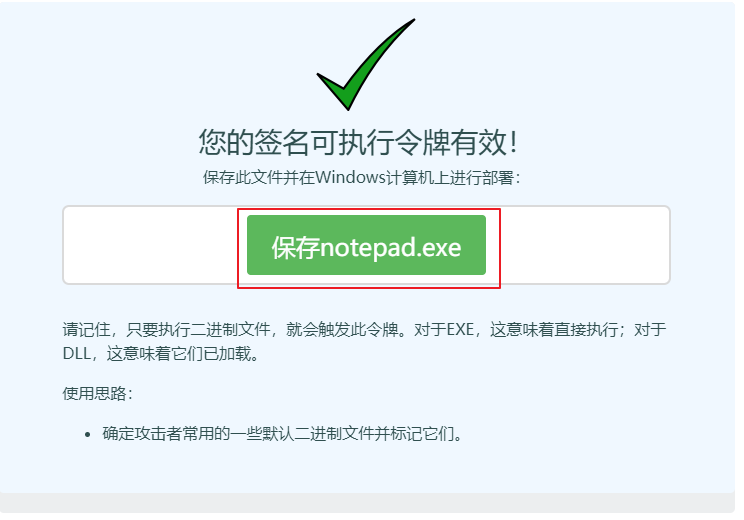 您的签名可执行令牌有效！
保存此文件并在Windows计算机上进行部署：
保存notepad.exe
请记住，只要执行二进制文件，就会触发此令牌。对于EXE，这意味着直接执行；对于
DLL，这意味着它们已加载。
使用思路：
• 确定攻击者常用的一些默认二进制文件并标记它们。